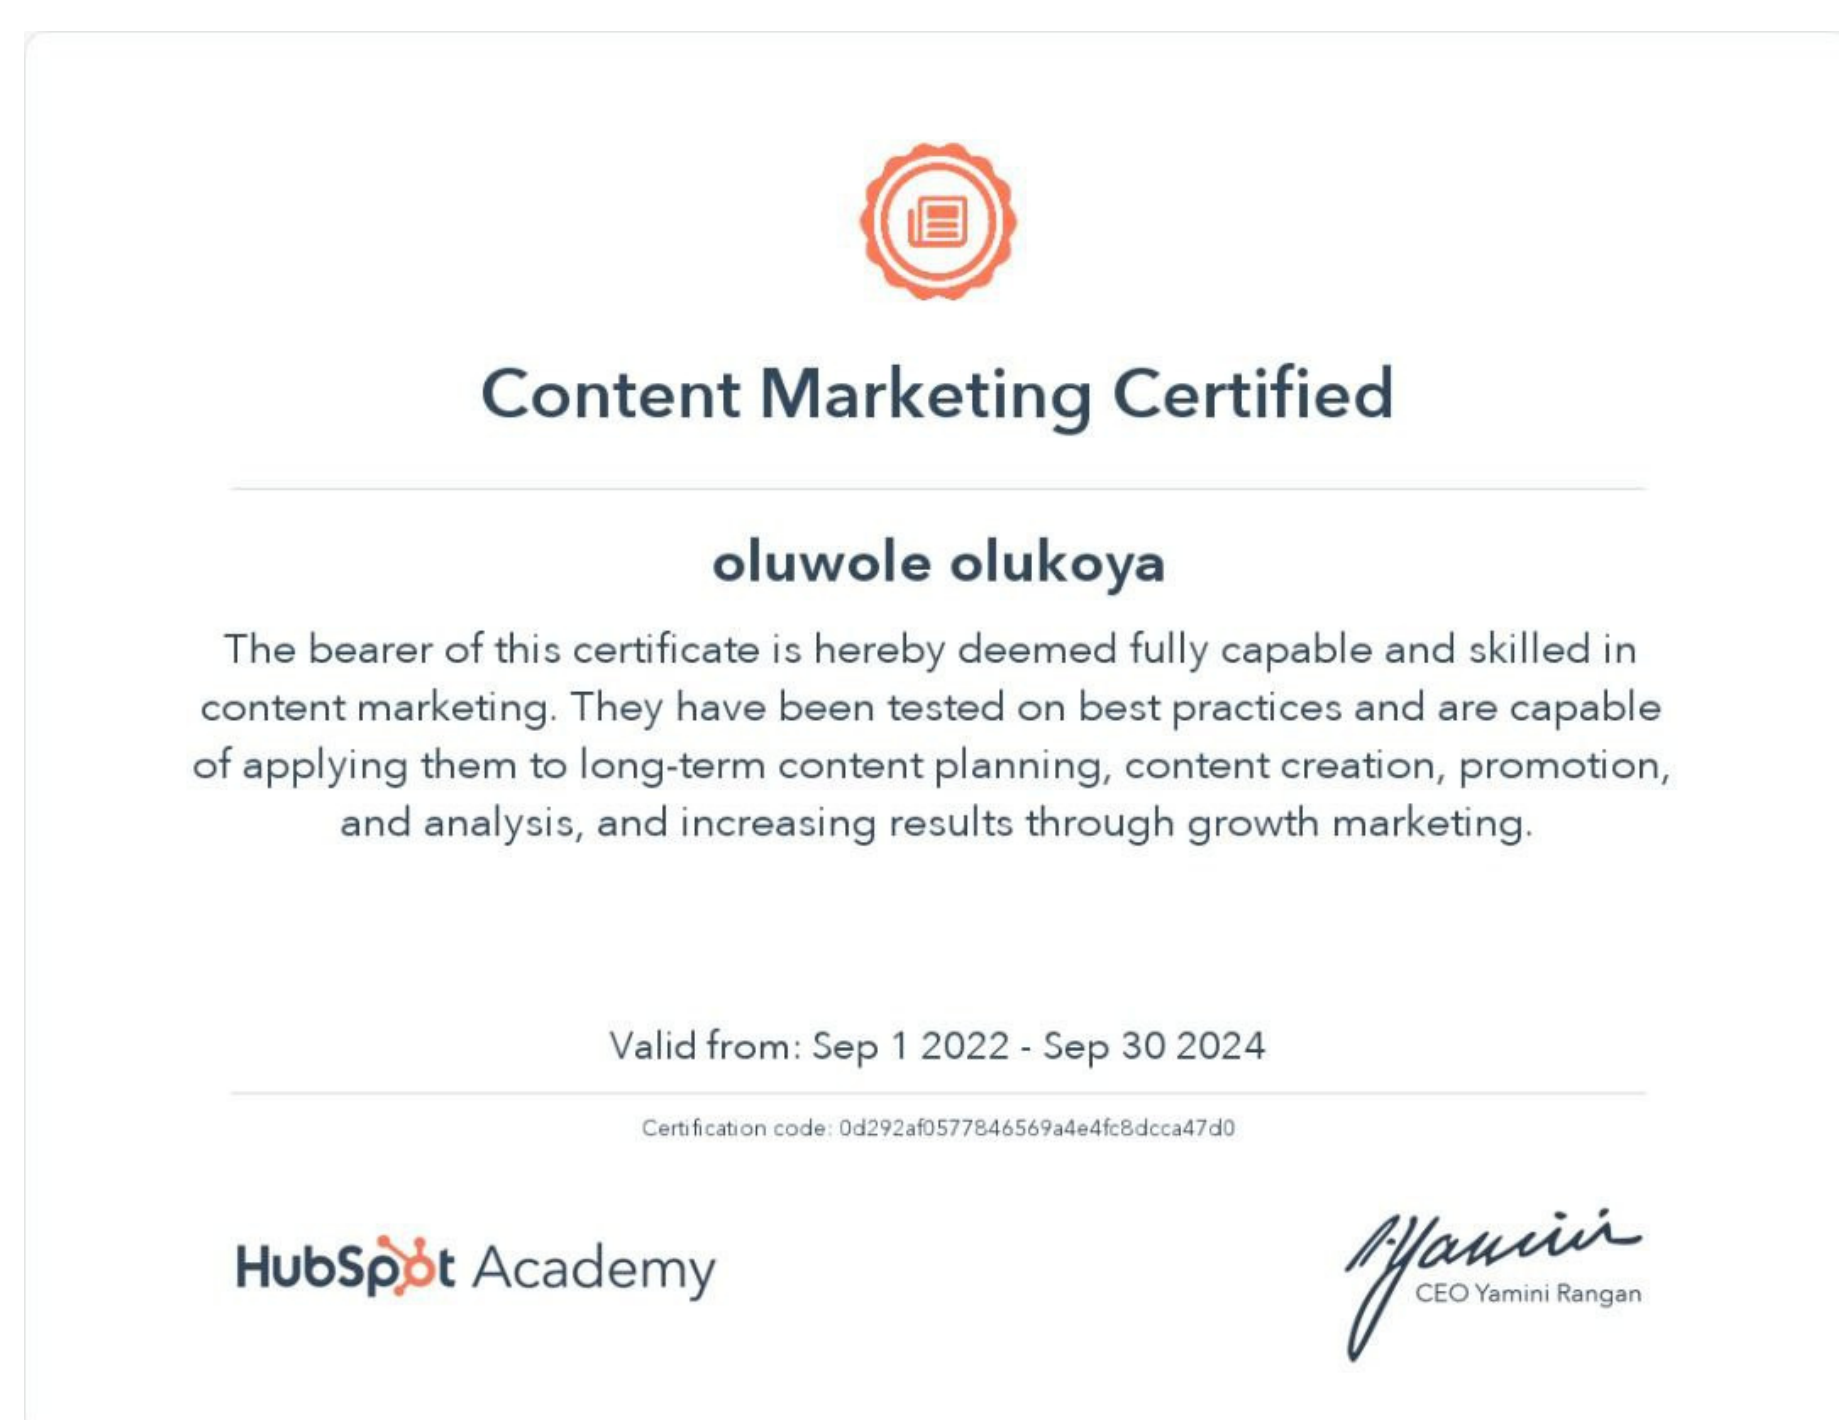 Content Marketing Certified
oluwole olukoya
The bearer of this certificate is hereby deemed fully capable and skilled in
content marketing. They have been tested on best practices and are capable
of applying them to long-term content planning, content creation, promotion,
and analysis, and increasing results through growth marketing.
Valid from: Sep 1 2022 - Sep 30 2024
Certification code: 0d292af0577846569a4e4fc8dcca47d0
HubSpot Academy
Yamini
CEO Yamini Rangan